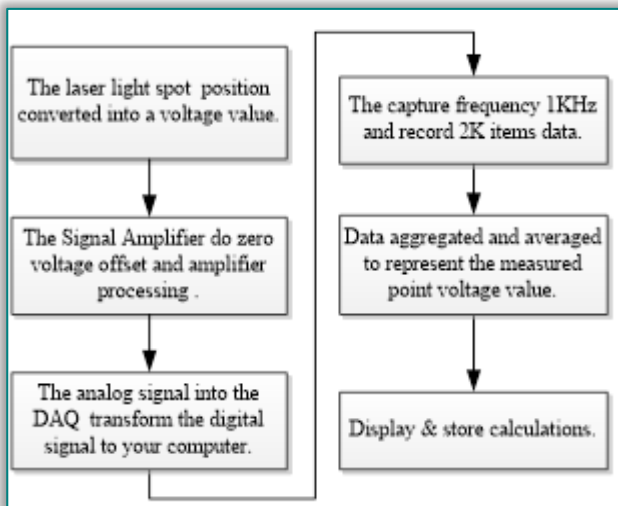 The laser light spot position
converted into a voltage value.
The Signal Amplifier do zero
voltage offset and amplifier
processing .
The analog signal into the
DAQ transform the digital
signal to your computer.
The capture frequency 1KHz
and record 2K items data.
Data aggregated and averaged
to represent the measured
point voltage value.
Display & store calculations.